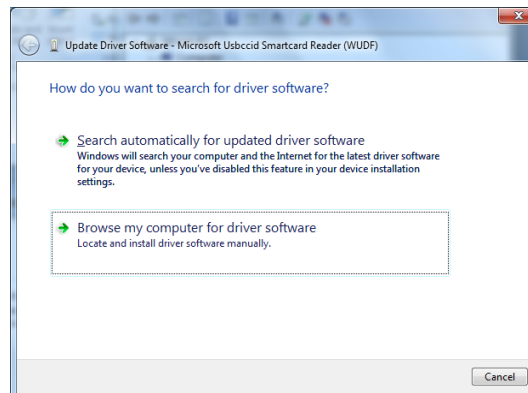 Update Driver Software - Microsoft Usbccid Smartcard Reader (WUDF)
How do you want to search for driver software?
Search automatically for updated driver software
Windows will search your computer and the Internet for the latest driver software
for your device, unless you've disabled this feature in your device installation
settings.
Browse my computer for driver software
Locate and install driver software manually.
Cancel